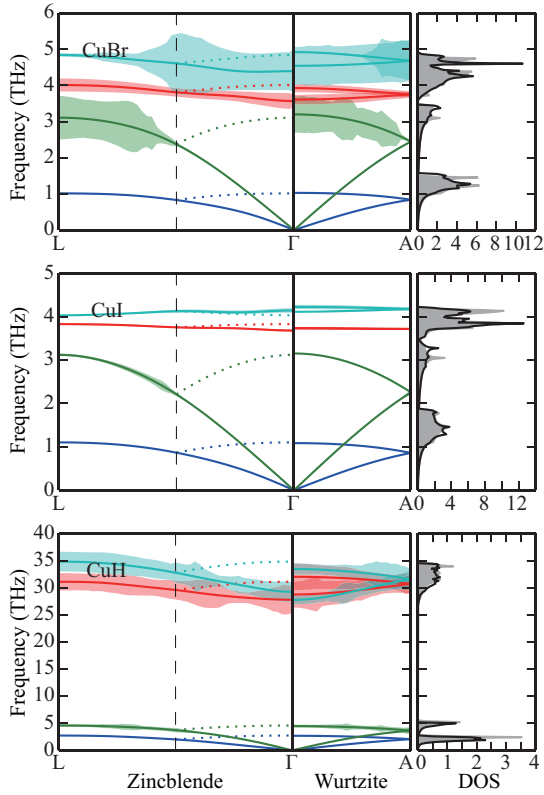 6
5
4
3
2
1
0
Frequency (THz)
CuBr
L
Γ
A
0 2 4 6 8 10 12
5
4
3
2
1
0
Frequency (THz)
CuI
L
Γ
A
0 4 8 12
40
35
30
25
20
15
10
5
0
Frequency (THz)
CuH
L
Γ
A
0 1 2 3 4
Zincblende
Wurtzite
DOS